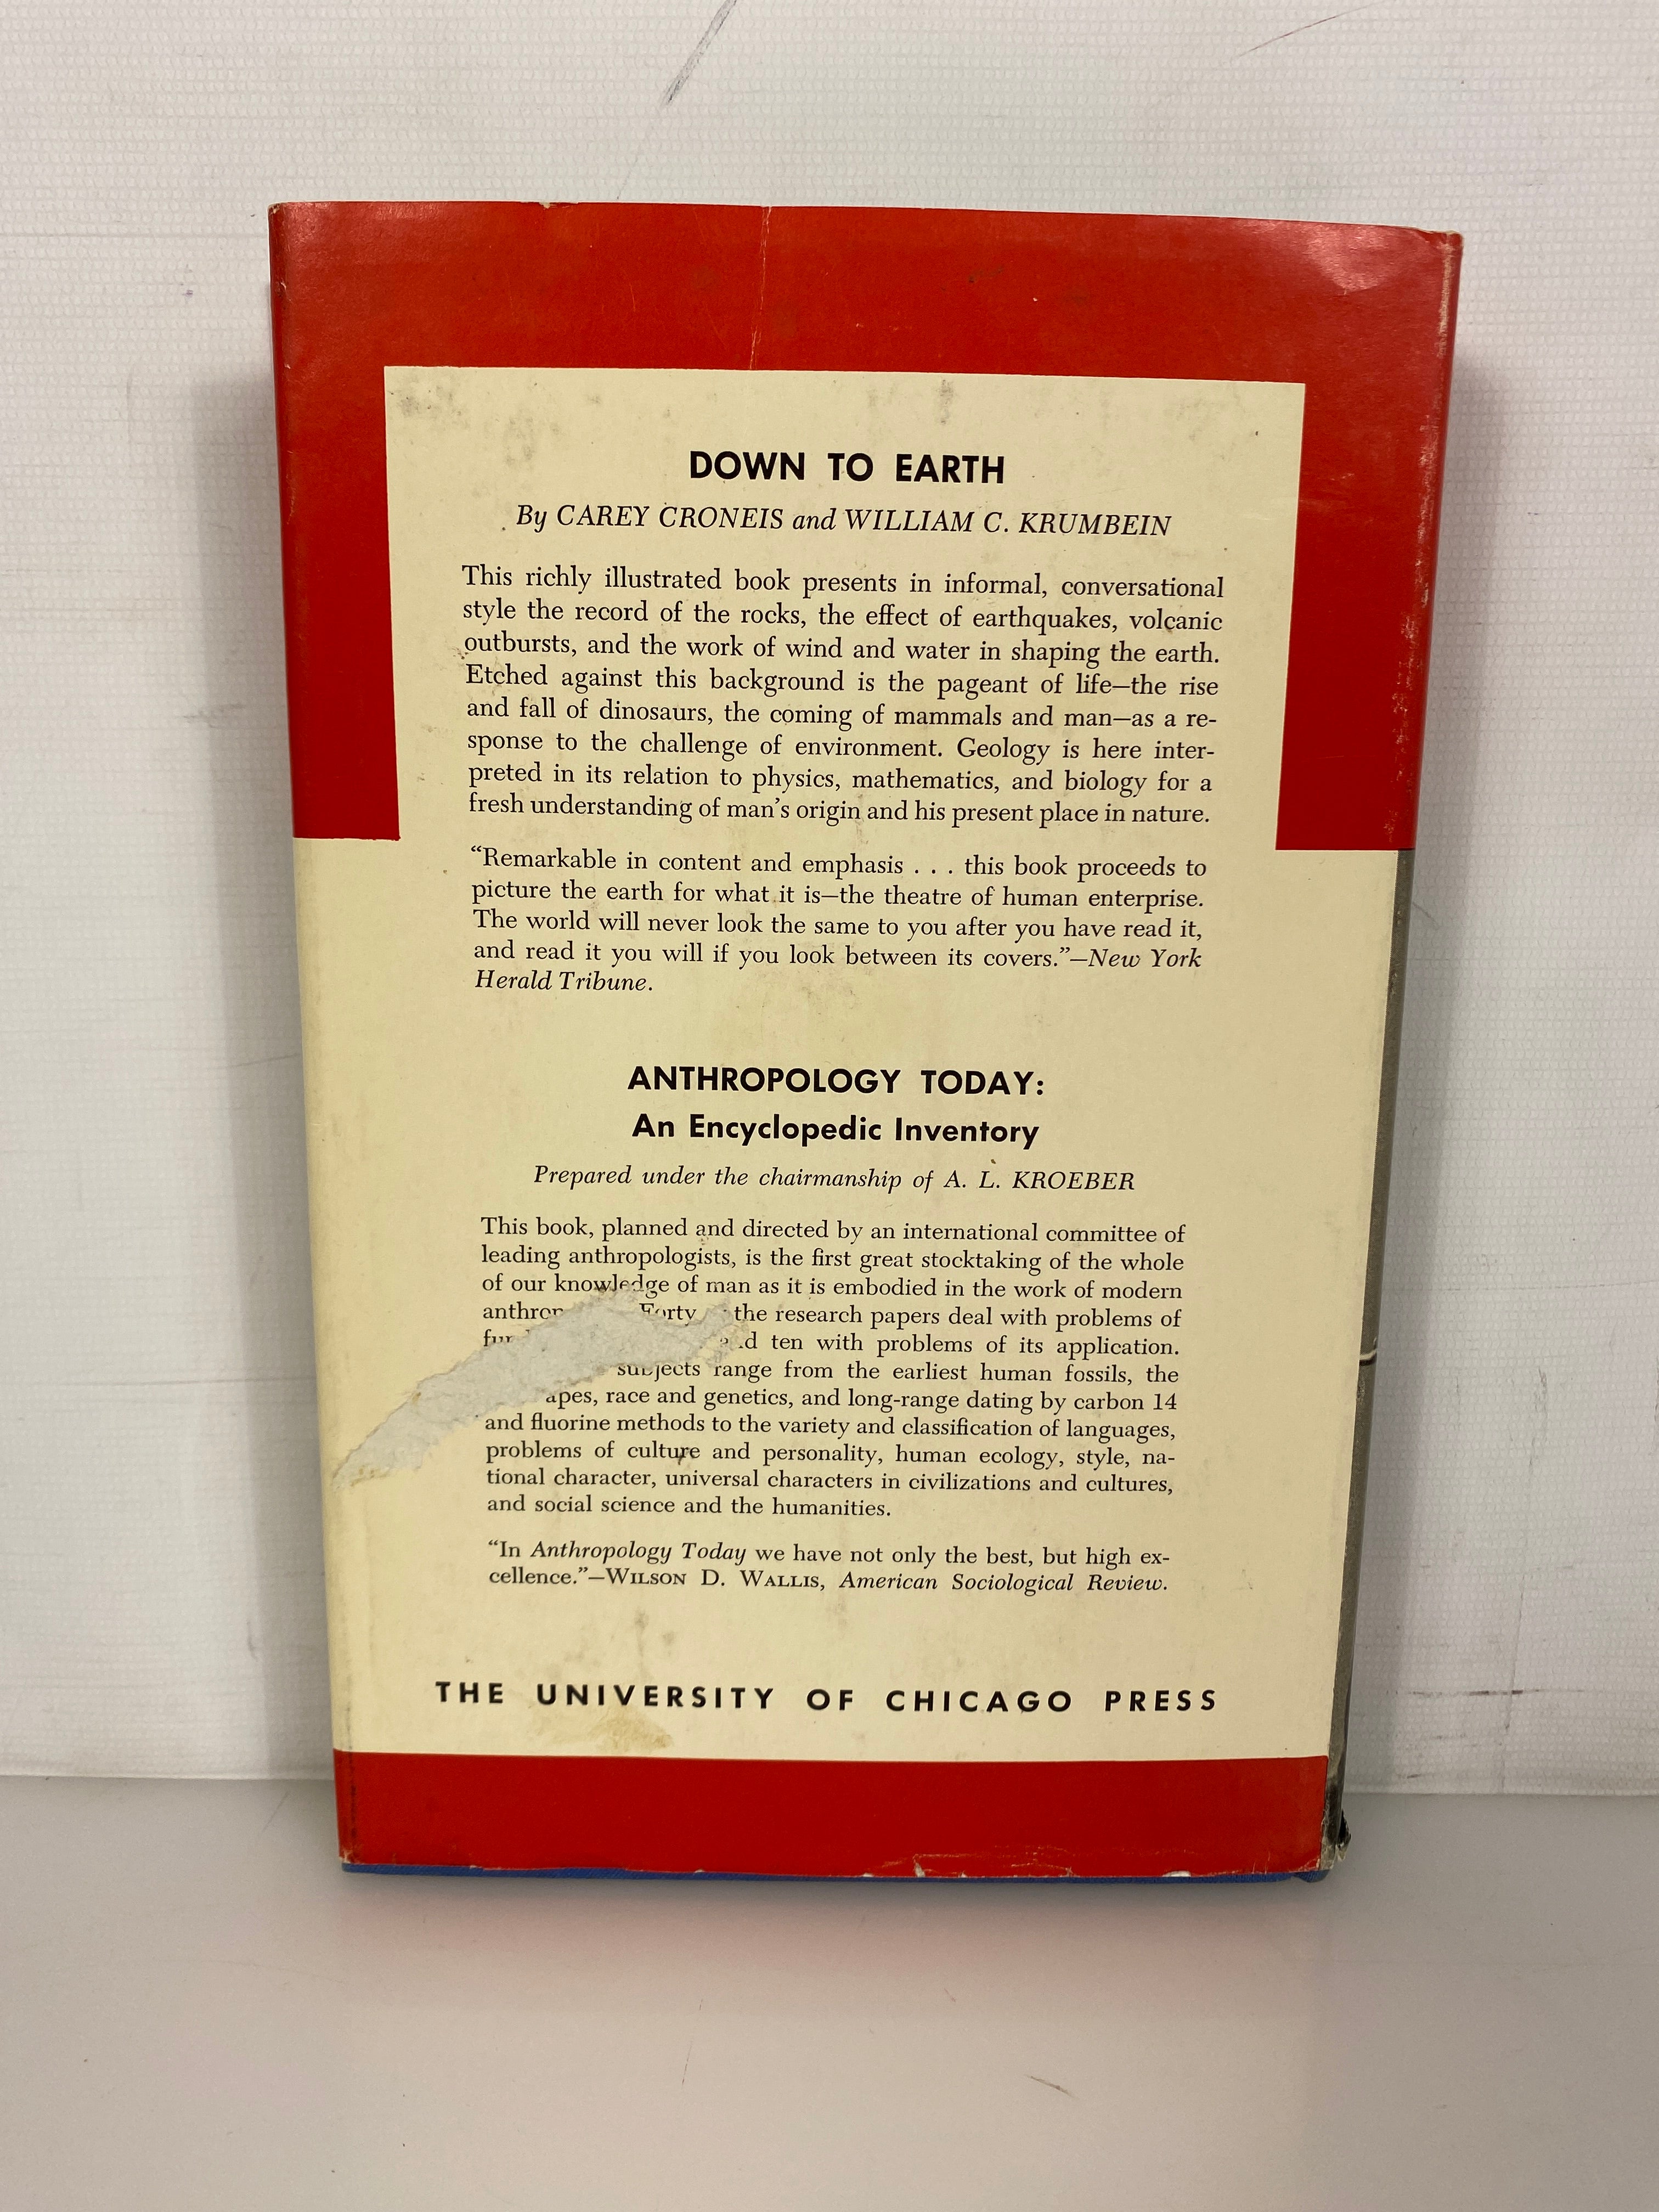 DOWN TO EARTH
By CAREY CRONEIS and WILLIAM C. KRUMBEIN
This richly illustrated book presents in informal, conversational
style the record of the rocks, the effect of earthquakes, volcanic
outbursts, and the work of wind and water in shaping the earth.
Etched against this background is the pageant of life—the rise
and fall of dinosaurs, the coming of mammals and man—as a re-
sponse to the challenge of environment. Geology is here inter-
preted in its relation to physics, mathematics, and biology for a
fresh understanding of man's origin and his present place in nature.
“Remarkable in content and emphasis . . . this book proceeds to
picture the earth for what it is—the theatre of human enterprise.
The world will never look the same to you after you have read it,
and read it you will if you look between its covers.”—New York
Herald Tribune.
ANTHROPOLOGY TODAY:
An Encyclopedic Inventory
Prepared under the chairmanship of A. L. KROEBER
This book, planned and directed by an international committee of
leading anthropologists, is the first great stocktaking of the whole
of our knowledge of man as it is embodied in the work of modern
Forty the research papers deal with problems of
ten with problems of its application.
subjects range from the earliest human fossils, the
apes, race and genetics, and long-range dating by carbon 14
and fluorine methods to the variety and classification of languages,
problems of culture and personality, human ecology, style, na-
tional character, universal characters in civilizations and cultures,
and social science and the humanities.
“In Anthropology Today we have not only the best, but high ex-
cellence.”—WILSON D. WALLIS, American Sociological Review.
THE UNIVERSITY OF CHICAGO PRESS